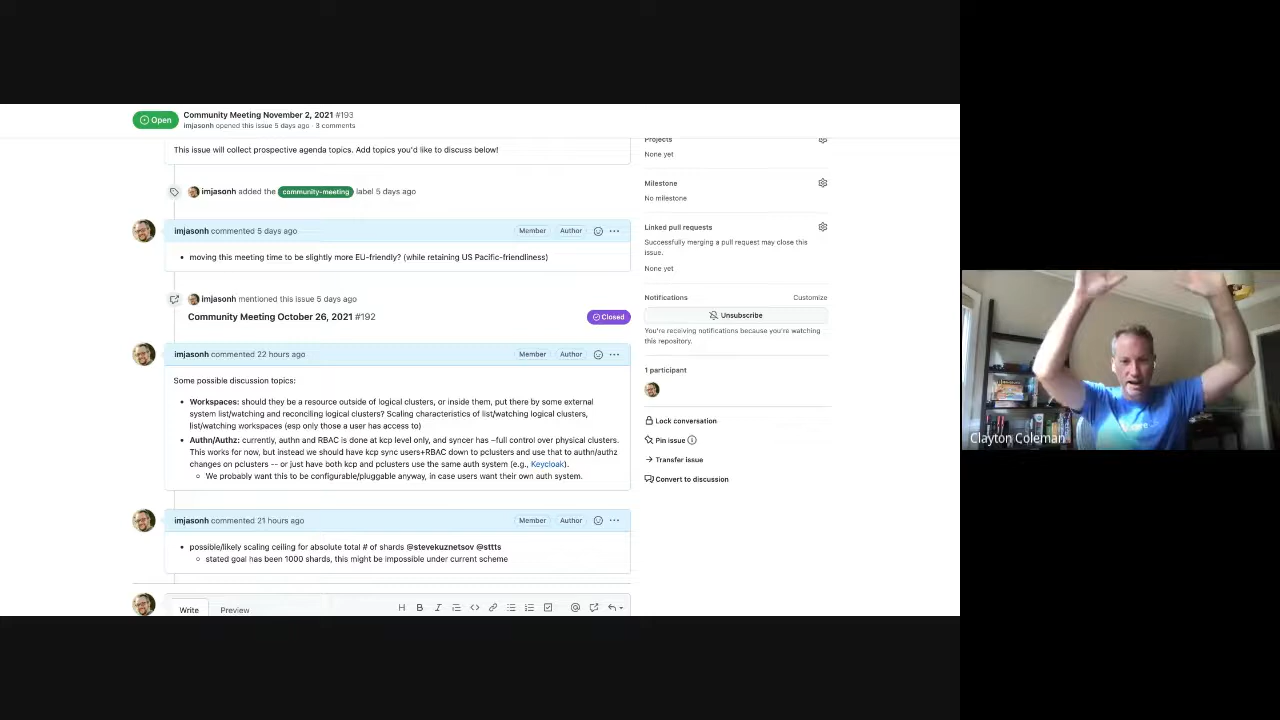 Open
Community Meeting November 2, 2021 #193
imjasonh opened this issue 5 days ago · 3 comments
This issue will collect prospective agenda topics. Add topics you'd like to discuss below!
imjasonh added the community-meeting label 5 days ago
imjasonh commented 5 days ago
Member
Author
moving this meeting time to be slightly more EU-friendly? (while retaining US Pacific-friendliness)
imjasonh mentioned this issue 5 days ago
Community Meeting October 26, 2021 #192
Closed
imjasonh commented 22 hours ago
Member
Author
Some possible discussion topics:
Workspaces: should they be a resource outside of logical clusters, or inside them, put there by some external
system list/watching and reconciling logical clusters? Scaling characteristics of list/watching logical clusters,
list/watching workspaces (esp only those a user has access to)
Authn/Authz: currently, authn and RBAC is done at kcp level only, and syncer has ~full control over physical clusters.
This works for now, but instead we should have kcp sync users+RBAC down to pclusters and use that to authn/authz
changes on pclusters -- or just have both kcp and pclusters use the same auth system (e.g., Keycloak).
We probably want this to be configurable/pluggable anyway, in case users want their own auth system.
imjasonh commented 21 hours ago
Member
Author
possible/likely scaling ceiling for absolute total # of shards @stevekuznetsov @sttts
stated goal has been 1000 shards, this might be impossible under current scheme
Write
Preview
Projects
None yet
Milestone
No milestone
Linked pull requests
Successfully merging a pull request may close this
issue.
None yet
Notifications
Customize
Unsubscribe
You're receiving notifications because you're watching
this repository.
1 participant
Lock conversation
Pin issue
Transfer issue
Convert to discussion
Clayton Coleman